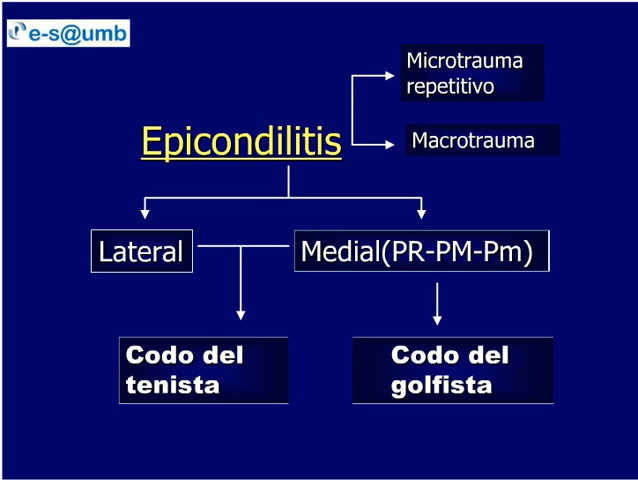 e-s@umb
Microtrauma
repetitivo
Epicondilitis
Macrotrauma
Lateral
Medial(PR-PM-Pm)
Codo del
tenista
Codo del
golfista